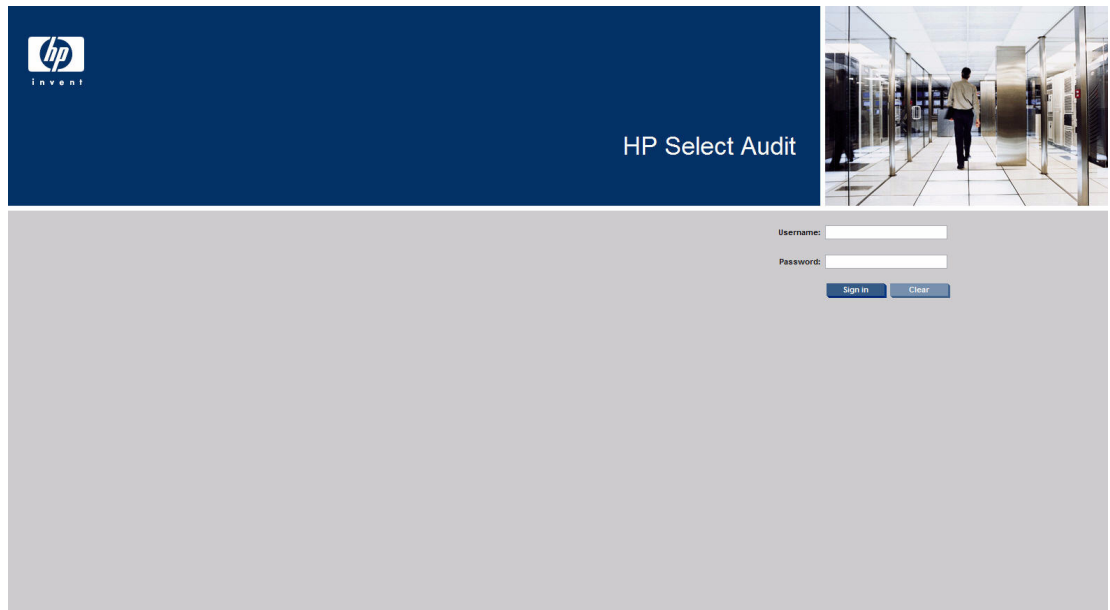 hp
invent
HP Select Audit
Username:
Password:
Sign in Clear